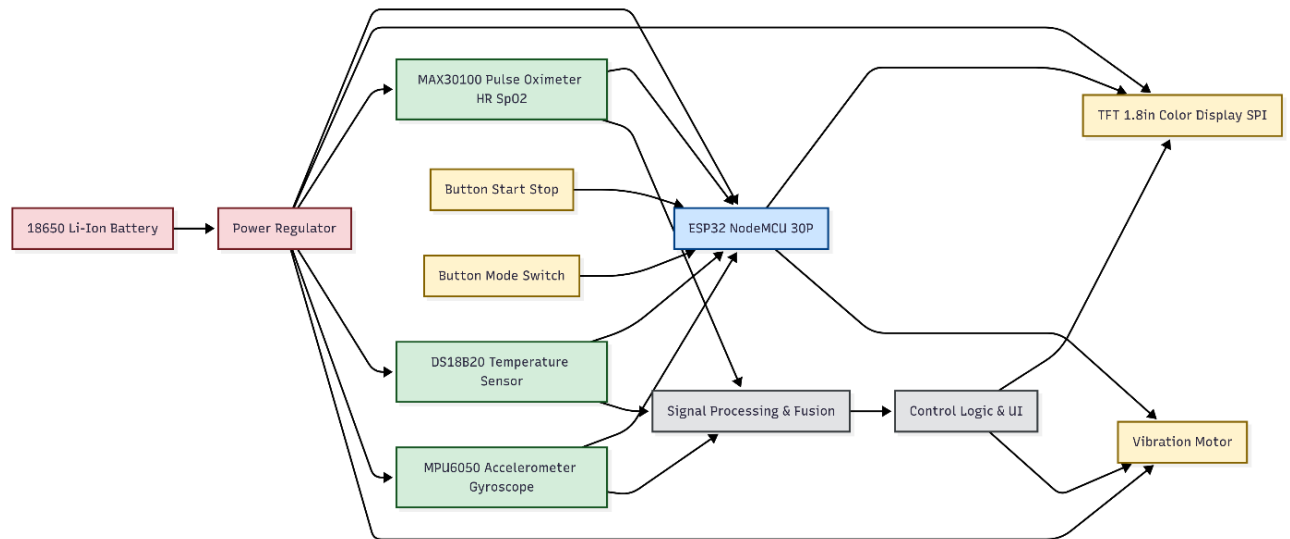 MAX30100 Pulse Oximeter
HR SpO2
TFT 1.8in Color Display SPI
Button Start Stop
18650 Li-Ion Battery
Power Regulator
ESP32 NodeMCU 30P
Button Mode Switch
DS18B20 Temperature
Sensor
Signal Processing & Fusion
Control Logic & UI
Vibration Motor
MPU6050 Accelerometer
Gyroscope